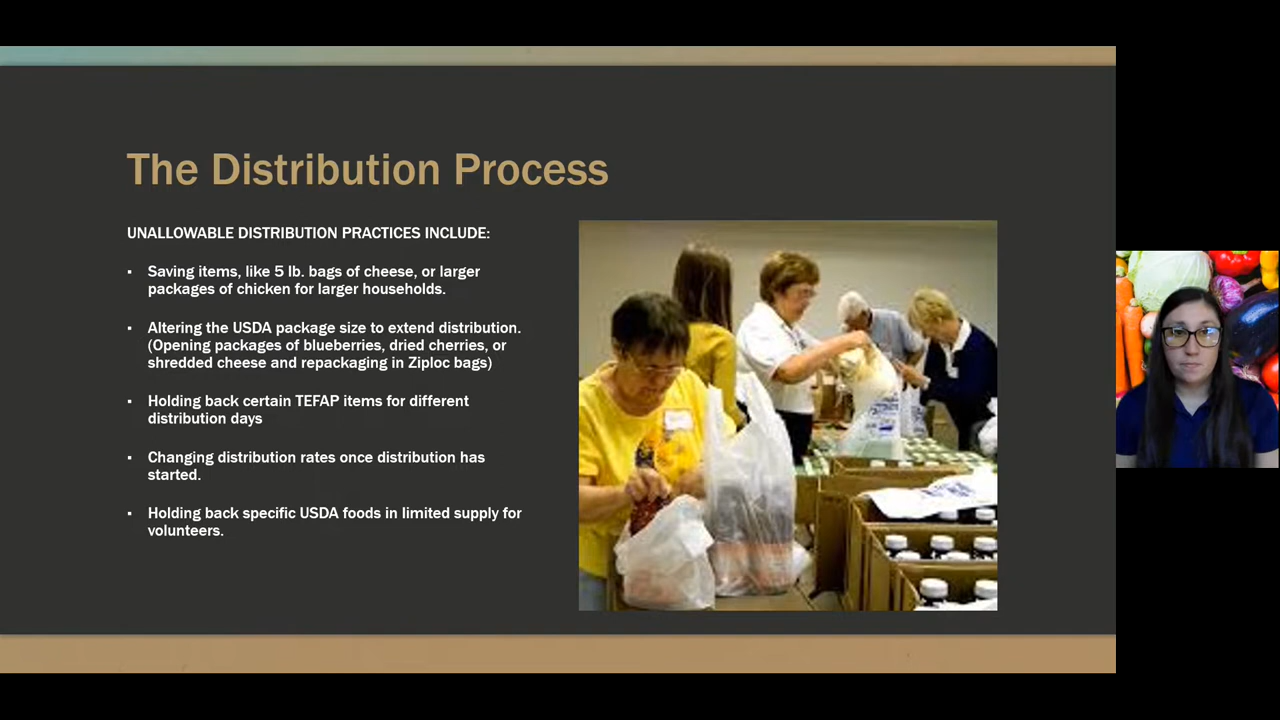 The Distribution Process
UNALLOWABLE DISTRIBUTION PRACTICES INCLUDE:
▪ Saving items, like 5 lb. bags of cheese, or larger
packages of chicken for larger households.
▪ Altering the USDA package size to extend distribution.
(Opening packages of blueberries, dried cherries, or
shredded cheese and repackaging in Ziploc bags)
▪ Holding back certain TEFAP items for different
distribution days
▪ Changing distribution rates once distribution has
started.
▪ Holding back specific USDA foods in limited supply for
volunteers.